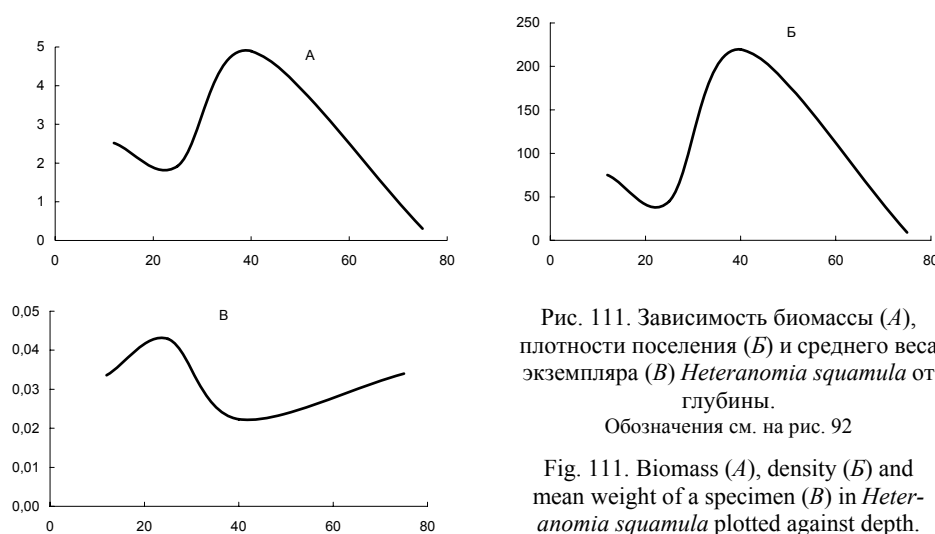 А
5
4
3
2
1
0
0 20 40 60 80
Б
250
200
150
100
50
0
0 20 40 60 80
В
0,05
0,04
0,03
0,02
0,01
0,00
0 20 40 60 80
Рис. 111. Зависимость биомассы (А),
плотности поселения (Б) и среднего веса
экземпляра (В) Heteranomia squamula от
глубины.
Обозначения см. на рис. 92
Fig. 111. Biomass (A), density (Б) and
mean weight of a specimen (B) in Heter-
anomia squamula plotted against depth.